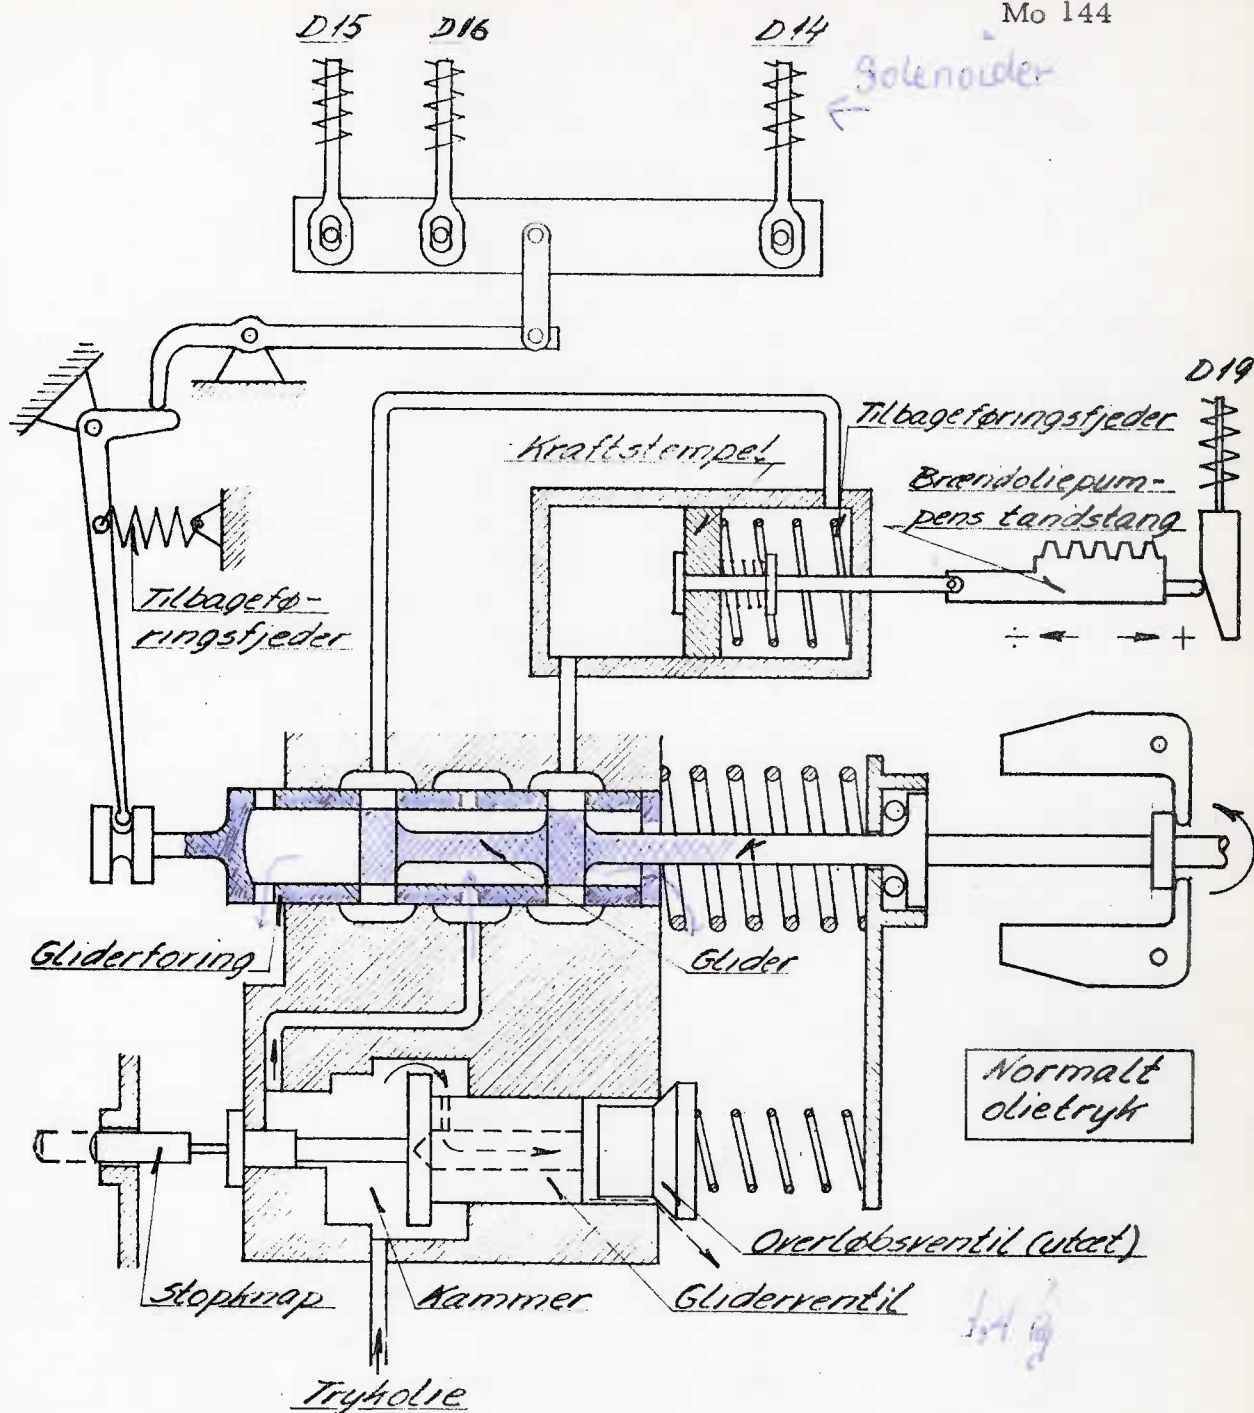 Mo 144
D15
D16
D14
Solenoider
D19
Tilbageføringsfjeder
Kraftstempel
Brændoliepum-
pens tandstang
Tilbagefø-
ringsfjeder
÷
+
K
Gliderforing
Glider
Normalt
olietryk
Overløbsventil (utæt)
Stopknap
Kammer
Gliderventil
Trykolie